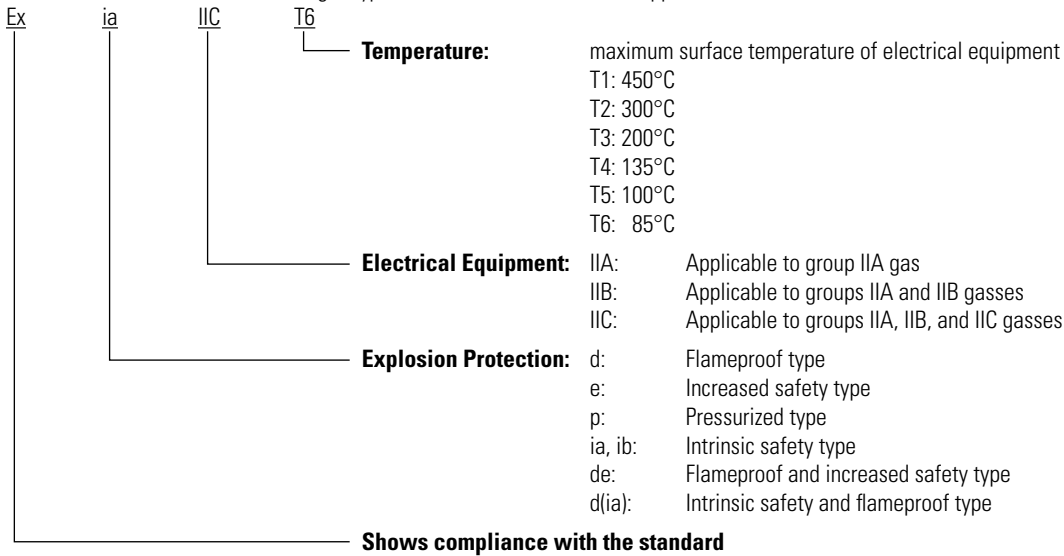 Ex ia IIC T6
Temperature: maximum surface temperature of electrical equipment
T1: 450°C
T2: 300°C
T3: 200°C
T4: 135°C
T5: 100°C
T6: 85°C
Electrical Equipment: IIA: Applicable to group IIA gas
IIB: Applicable to groups IIA and IIB gasses
IIC: Applicable to groups IIA, IIB, and IIC gasses
Explosion Protection: d: Flameproof type
e: Increased safety type
p: Pressurized type
ia, ib: Intrinsic safety type
de: Flameproof and increased safety type
d(ia): Intrinsic safety and flameproof type
Shows compliance with the standard